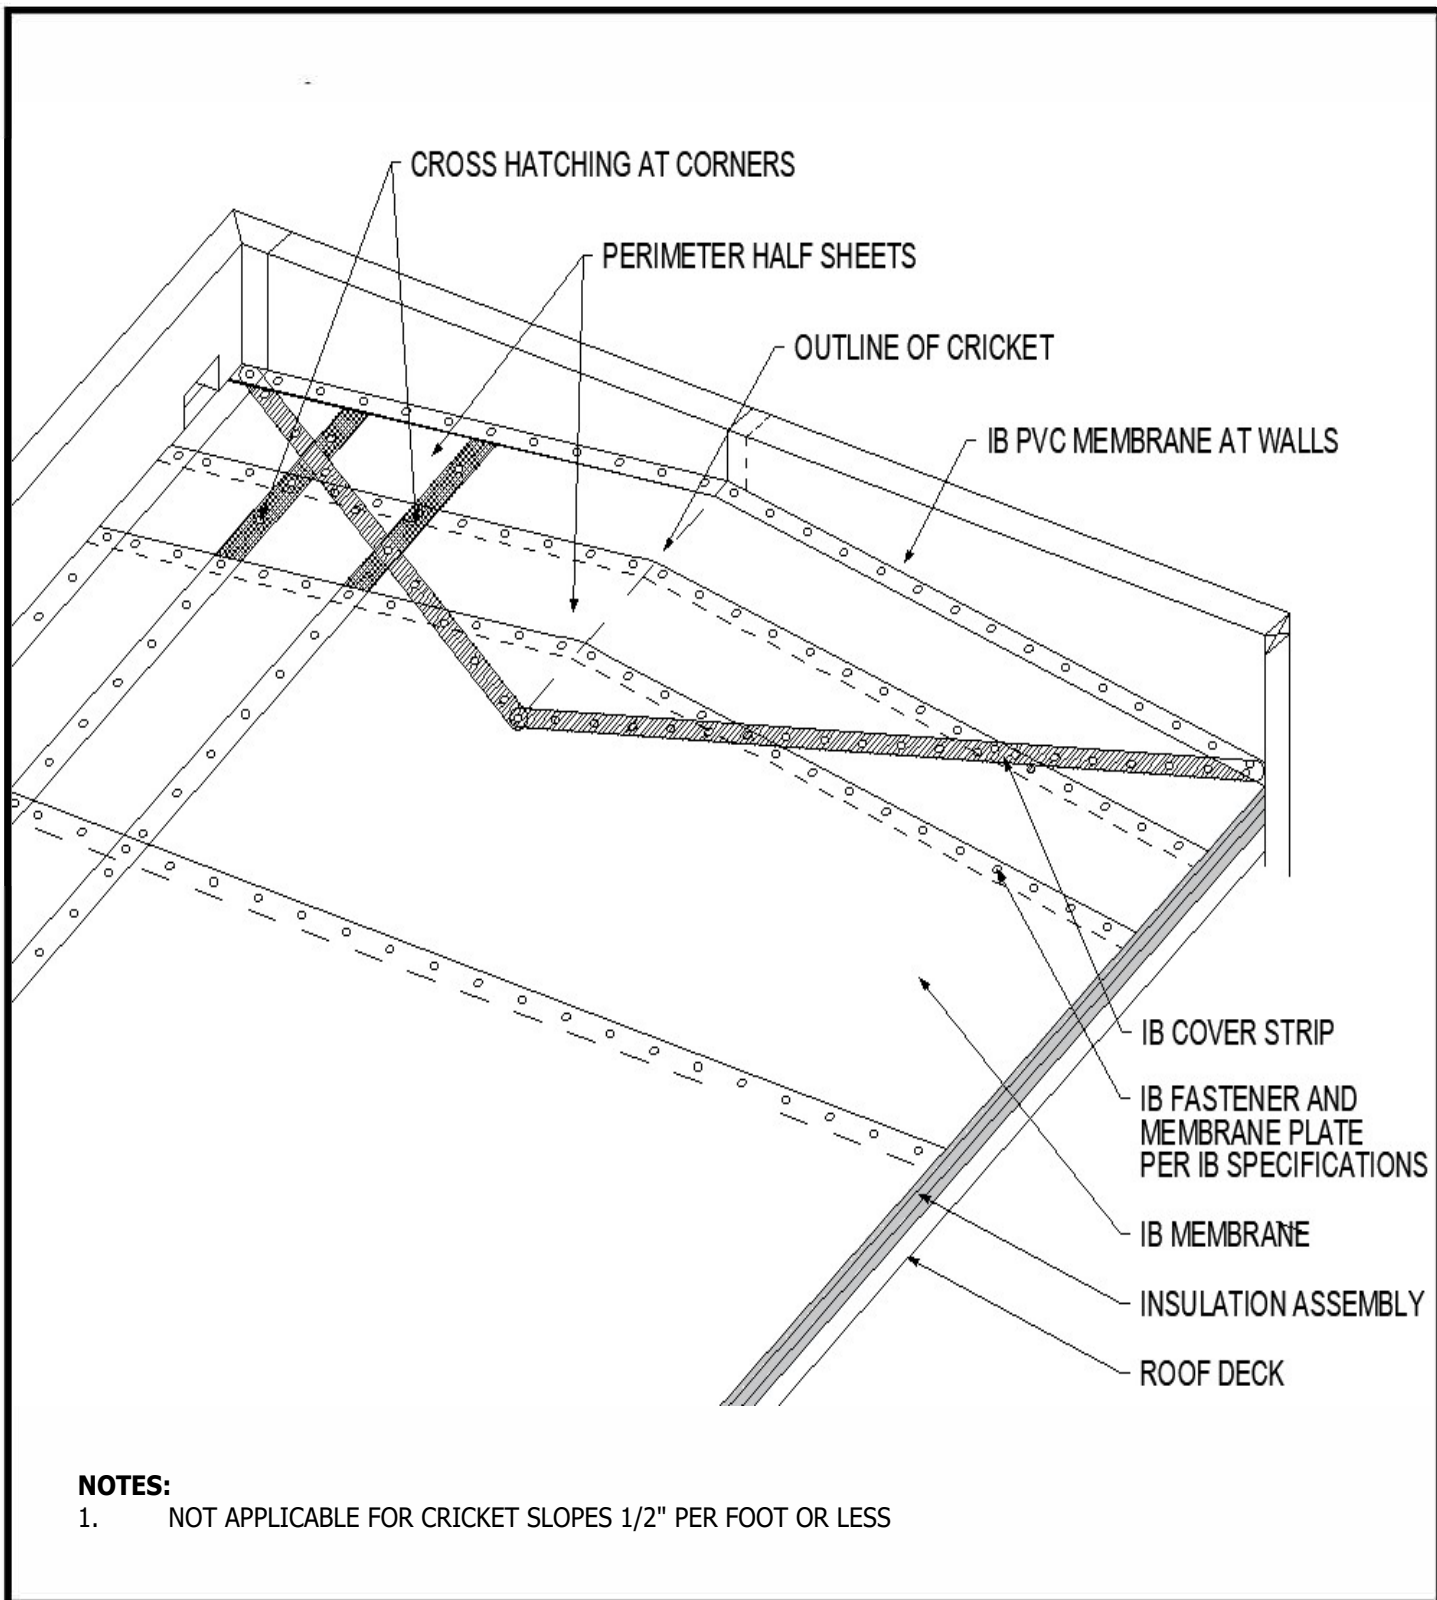 CROSS HATCHING AT CORNERS
PERIMETER HALF SHEETS
OUTLINE OF CRICKET
IB PVC MEMBRANE AT WALLS
IB COVER STRIP
IB FASTENER AND
MEMBRANE PLATE
PER IB SPECIFICATIONS
IB MEMBRANE
INSULATION ASSEMBLY
ROOF DECK
NOTES:
1. NOT APPLICABLE FOR CRICKET SLOPES 1/2" PER FOOT OR LESS